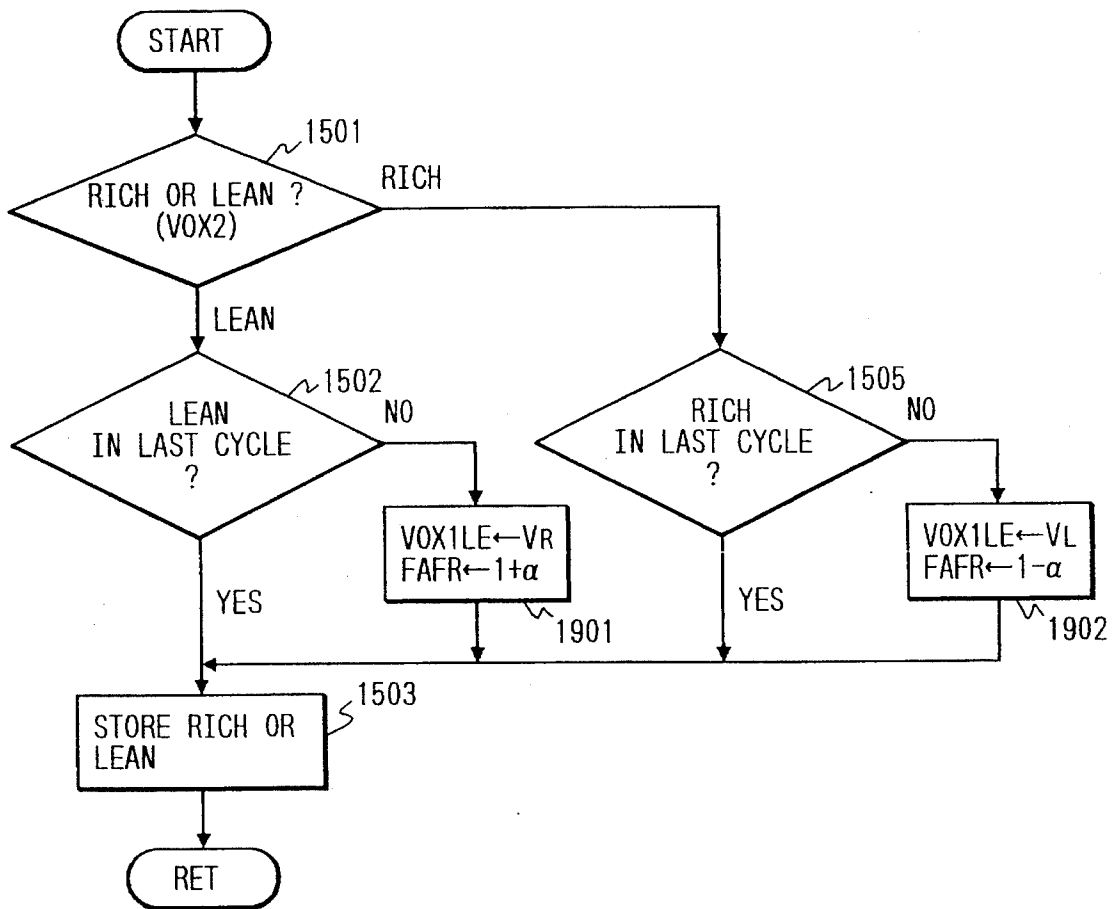 START
1501
RICH OR LEAN ?
(VOX2)
RICH
LEAN
1502
LEAN
IN LAST CYCLE
?
NO
1505
RICH
IN LAST CYCLE
?
NO
VOX1LE←VR
FAFR←1+α
1901
VOX1LE←VL
FAFR←1-α
1902
YES
YES
1503
STORE RICH OR
LEAN
RET